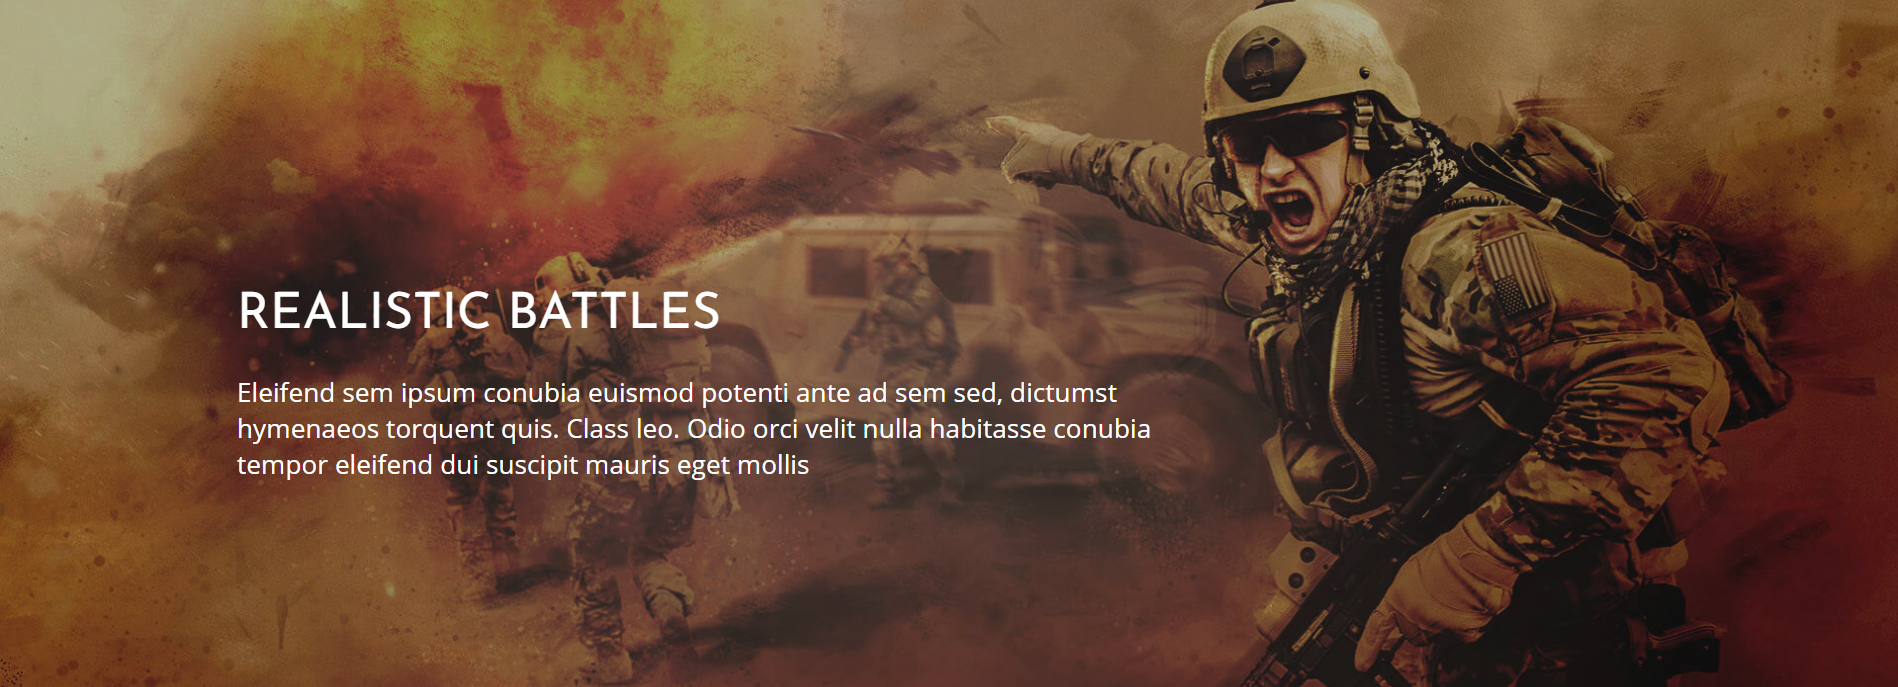 REALISTIC BATTLES
Eleifend sem ipsum conubia euismod potenti ante ad sem sed, dictumst
hymenaeos torquent quis. Class leo. Odio orci velit nulla habitasse conubia
tempor eleifend dui suscipit mauris eget mollis